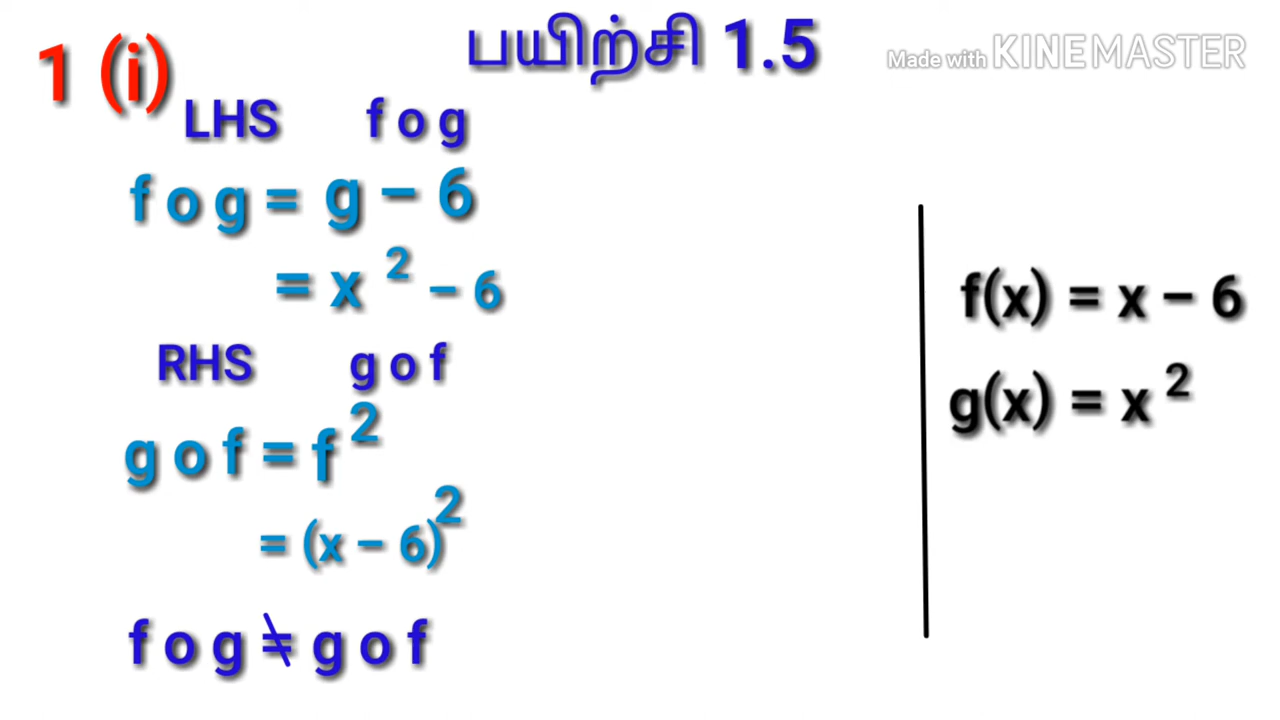 1 (i)
பயிற்சி 1.5
Made with KINEMASTER
LHS f o g
f o g = g – 6
= x ² – 6
RHS g o f
g o f = f ²
= (x – 6)²
f o g ≠ g o f
f(x) = x – 6
g(x) = x ²